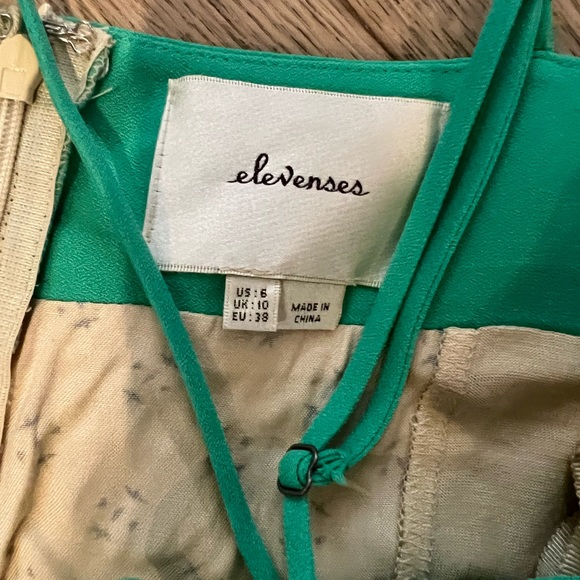 elevenses
US:6
UK:10
EU:38
MADE IN
CHINA